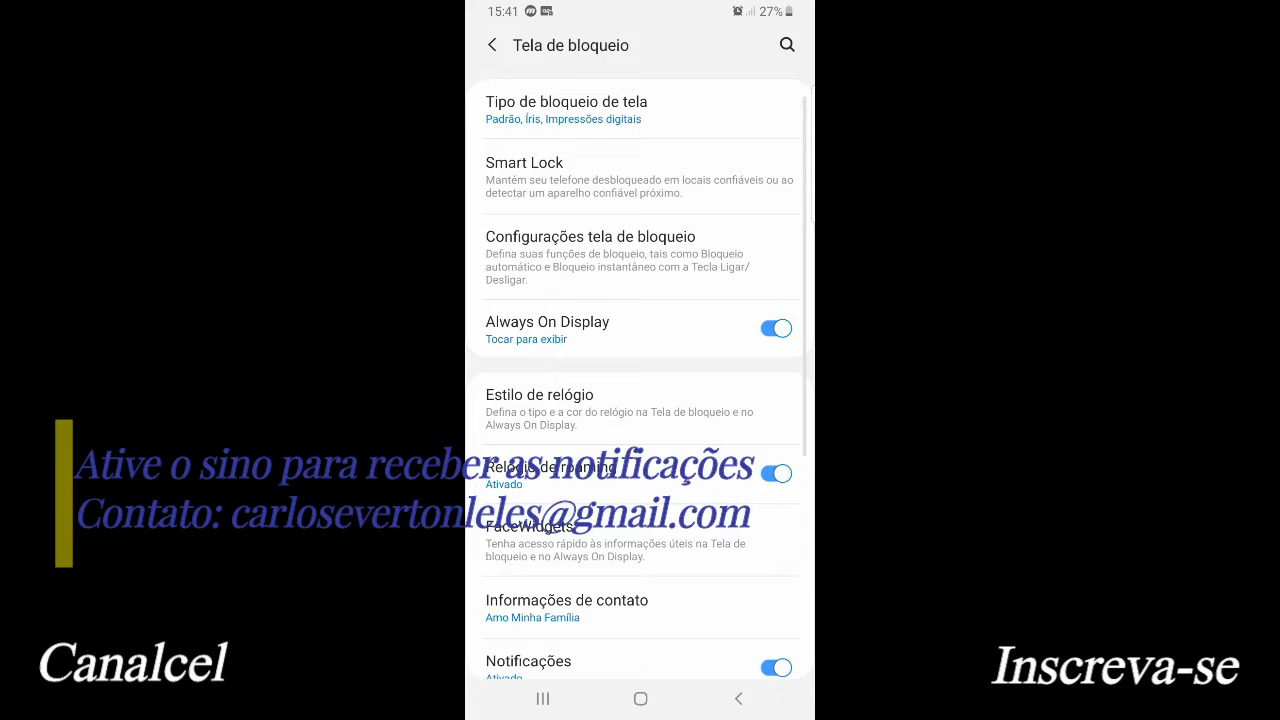 15:41
27%
Tela de bloqueio
Tipo de bloqueio de tela
Padrão, Íris, Impressões digitais
Smart Lock
Mantém seu telefone desbloqueado em locais confiáveis ou ao
detectar um aparelho confiável próximo.
Configurações tela de bloqueio
Defina suas funções de bloqueio, tais como Bloqueio
automático e Bloqueio instantâneo com a Tecla Ligar/
Desligar.
Always On Display
Tocar para exibir
Estilo de relógio
Defina o tipo e a cor do relógio na Tela de bloqueio e no
Always On Display.
Relógio de roaming
Ativado
Ative o sino para receber as notificações
Contato: carlosevertonleles@gmail.com
FaceWidgets
Tenha acesso rápido às informações úteis na Tela de
bloqueio e no Always On Display.
Informações de contato
Amo Minha Família
Notificações
Ativado
Canalcel
Inscreva-se